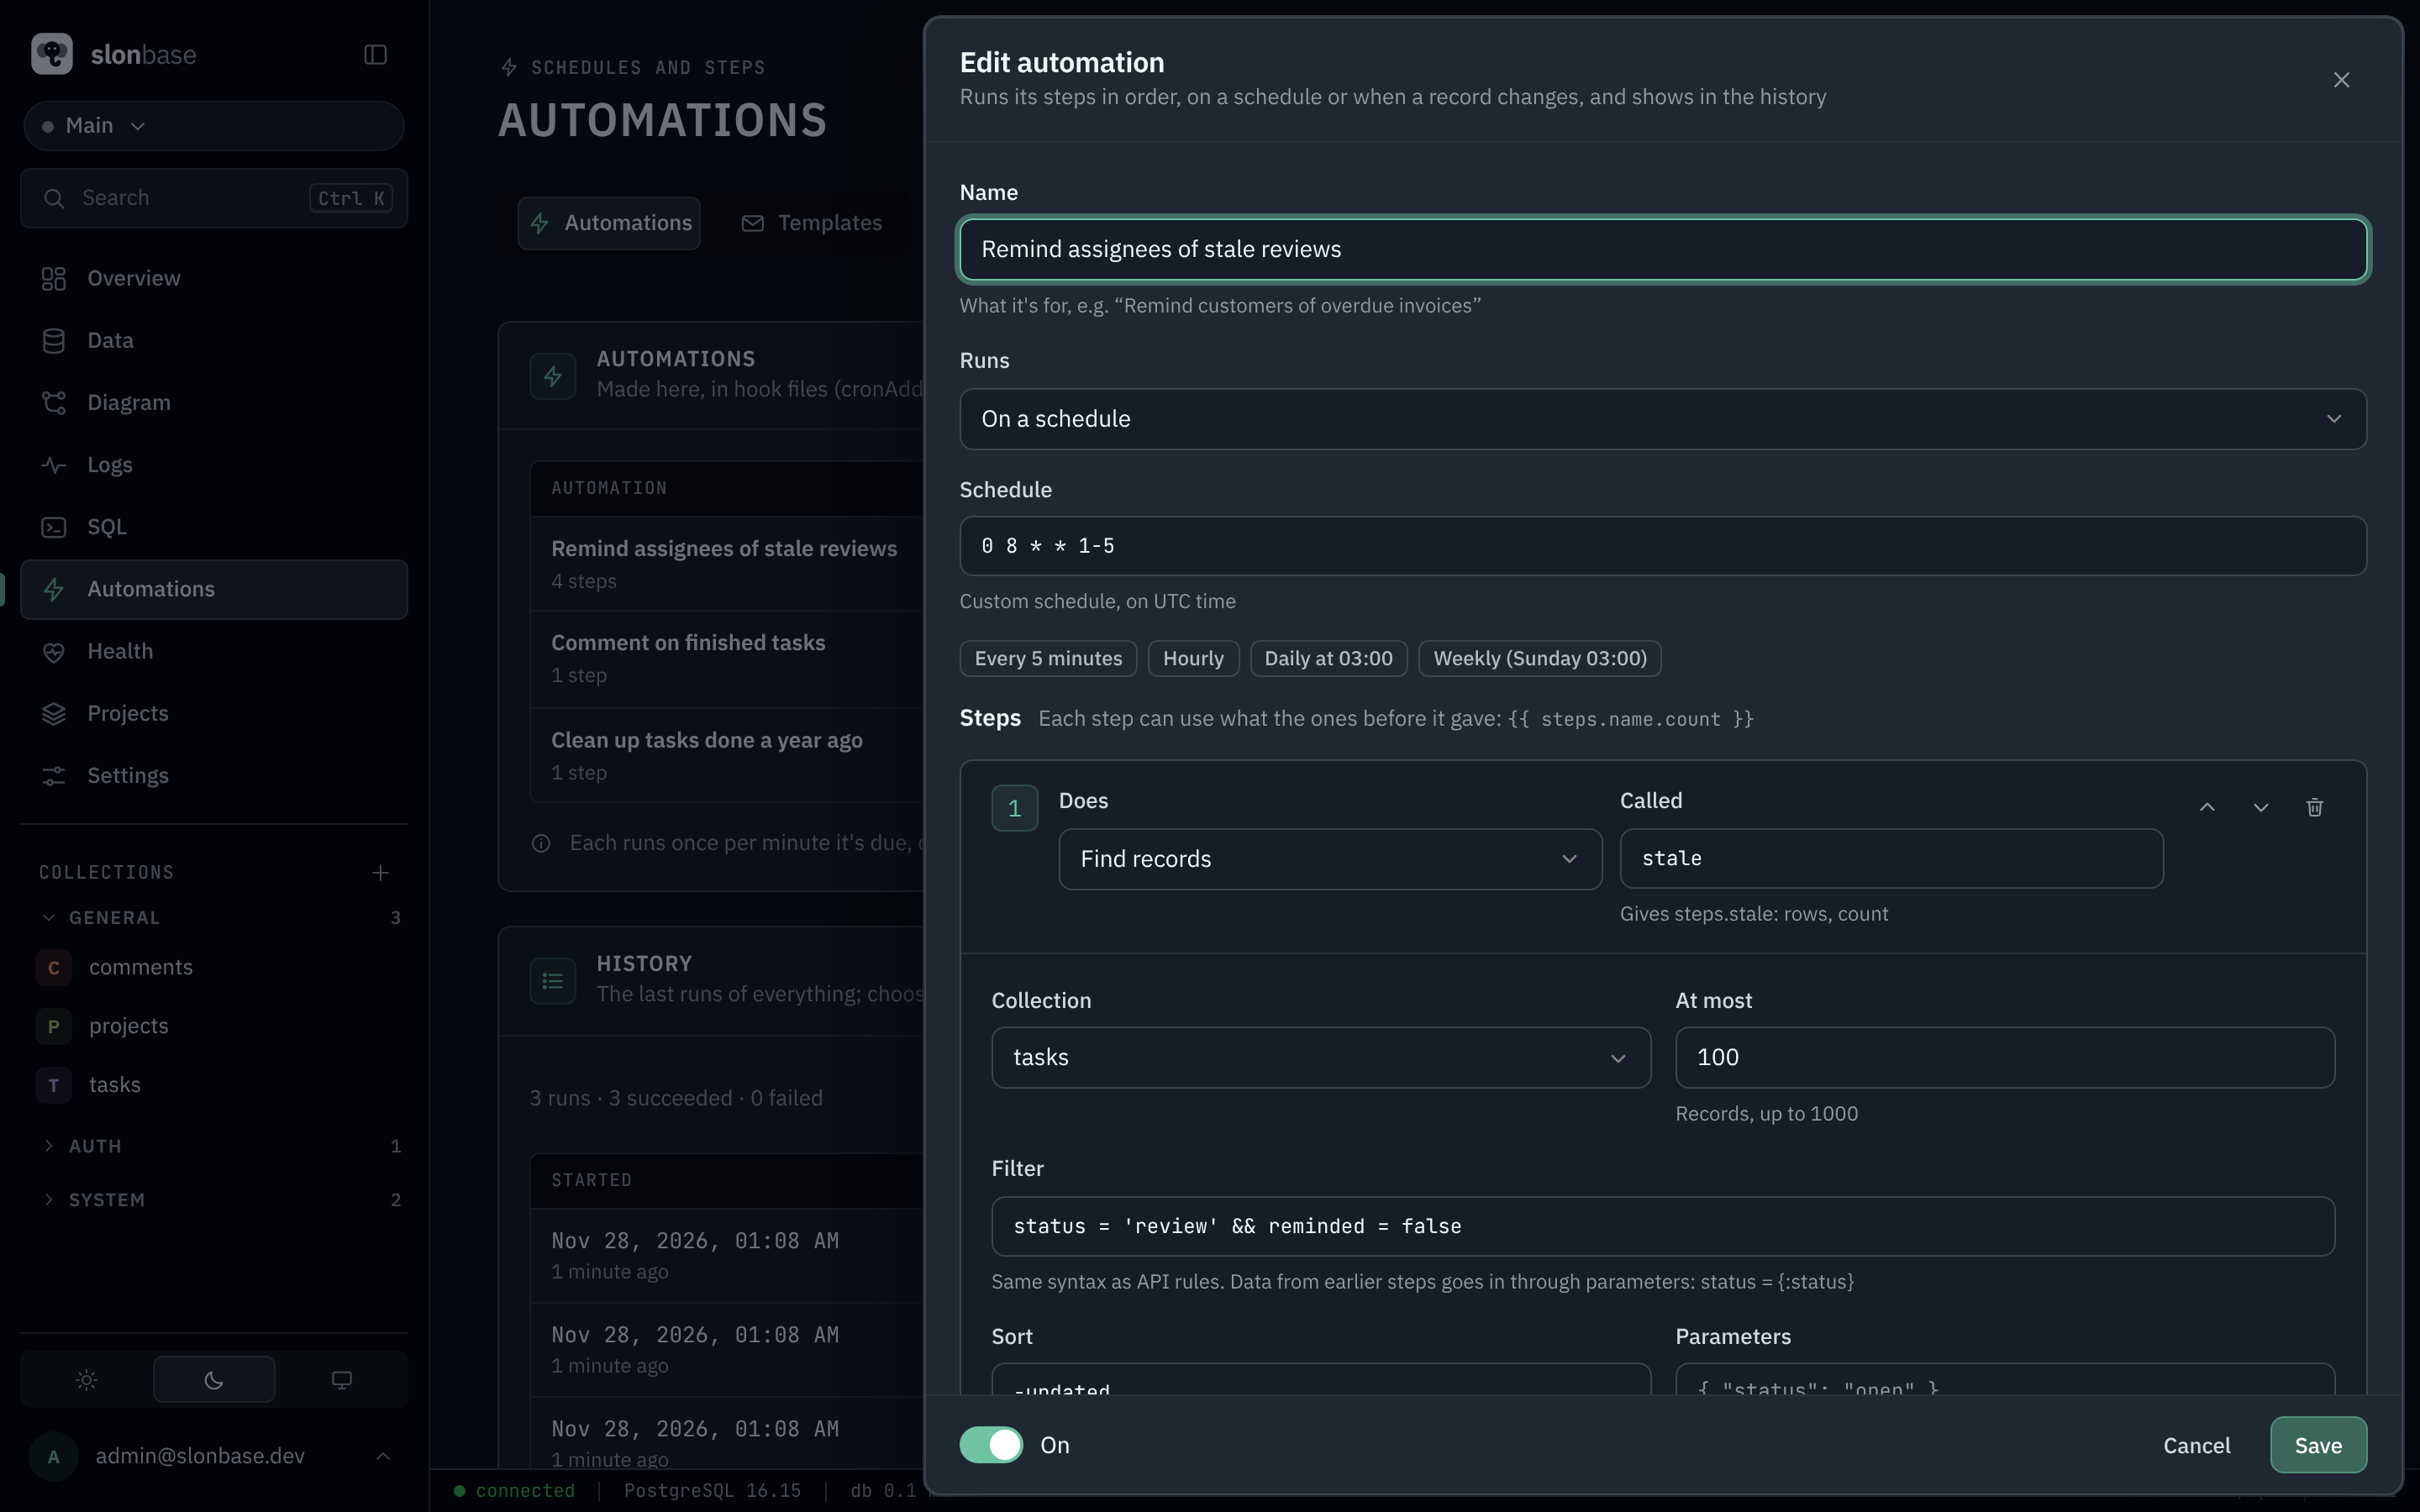 slonbase
Main
Search Ctrl K
Overview
Data
Diagram
Logs
SQL
Automations
Health
Projects
Settings
COLLECTIONS
GENERAL 3
C comments
P projects
T tasks
AUTH 1
SYSTEM 2
A admin@slonbase.dev
SCHEDULES AND STEPS
AUTOMATIONS
Automations Templates
AUTOMATIONS
Made here, in hook files (cronAdd
AUTOMATION
Remind assignees of stale reviews
4 steps
Comment on finished tasks
1 step
Clean up tasks done a year ago
1 step
Each runs once per minute it's due,
HISTORY
The last runs of everything; choos
3 runs · 3 succeeded · 0 failed
STARTED
Nov 28, 2026, 01:08 AM
1 minute ago
Nov 28, 2026, 01:08 AM
1 minute ago
Nov 28, 2026, 01:08 AM
1 minute ago
connected | PostgreSQL 16.15 | db 0.1
Edit automation
Runs its steps in order, on a schedule or when a record changes, and shows in the history
Name
Remind assignees of stale reviews
What it's for, e.g. “Remind customers of overdue invoices”
Runs
On a schedule
Schedule
0 8 * * 1-5
Custom schedule, on UTC time
Every 5 minutes Hourly Daily at 03:00 Weekly (Sunday 03:00)
Steps Each step can use what the ones before it gave: {{ steps.name.count }}
1 Does Called
Find records stale
Gives steps.stale: rows, count
Collection At most
tasks 100
Records, up to 1000
Filter
status = 'review' && reminded = false
Same syntax as API rules. Data from earlier steps goes in through parameters: status = {:status}
Sort Parameters
-updated { "status": "open" }
On Cancel Save